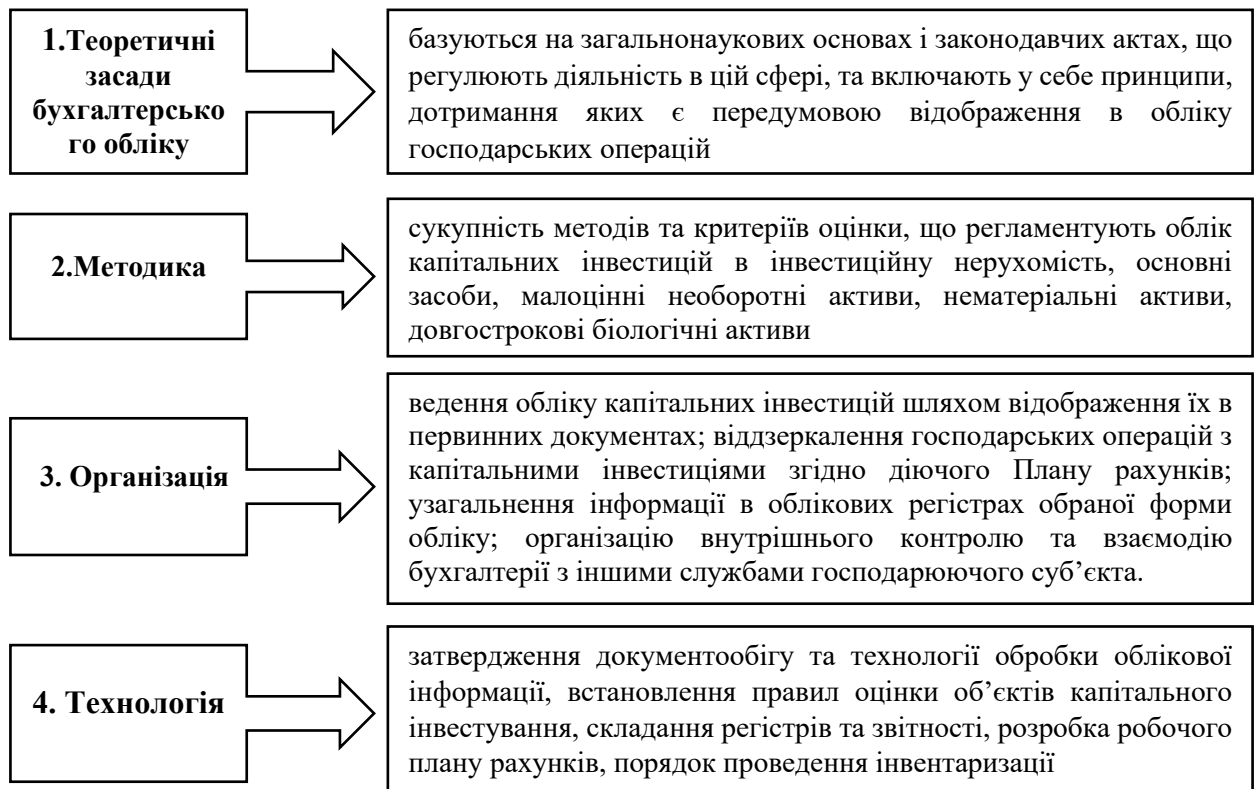 1.Теоретичні
засади
бухгалтерсько
го обліку
базуються на загальнонаукових основах і законодавчих актах, що
регулюють діяльність в цій сфері, та включають у себе принципи,
дотримання яких є передумовою відображення в обліку
господарських операцій
2.Методика
сукупність методів та критеріїв оцінки, що регламентують облік
капітальних інвестицій в інвестиційну нерухомість, основні
засоби, малоцінні необоротні активи, нематеріальні активи,
довгострокові біологічні активи
3. Організація
ведення обліку капітальних інвестицій шляхом відображення їх в
первинних документах; віддзеркалення господарських операцій з
капітальними інвестиціями згідно діючого Плану рахунків;
узагальнення інформації в облікових регістрах обраної форми
обліку; організацію внутрішнього контролю та взаємодію
бухгалтерії з іншими службами господарюючого суб’єкта.
4. Технологія
затвердження документообігу та технології обробки облікової
інформації, встановлення правил оцінки об’єктів капітального
інвестування, складання регістрів та звітності, розробка робочого
плану рахунків, порядок проведення інвентаризації